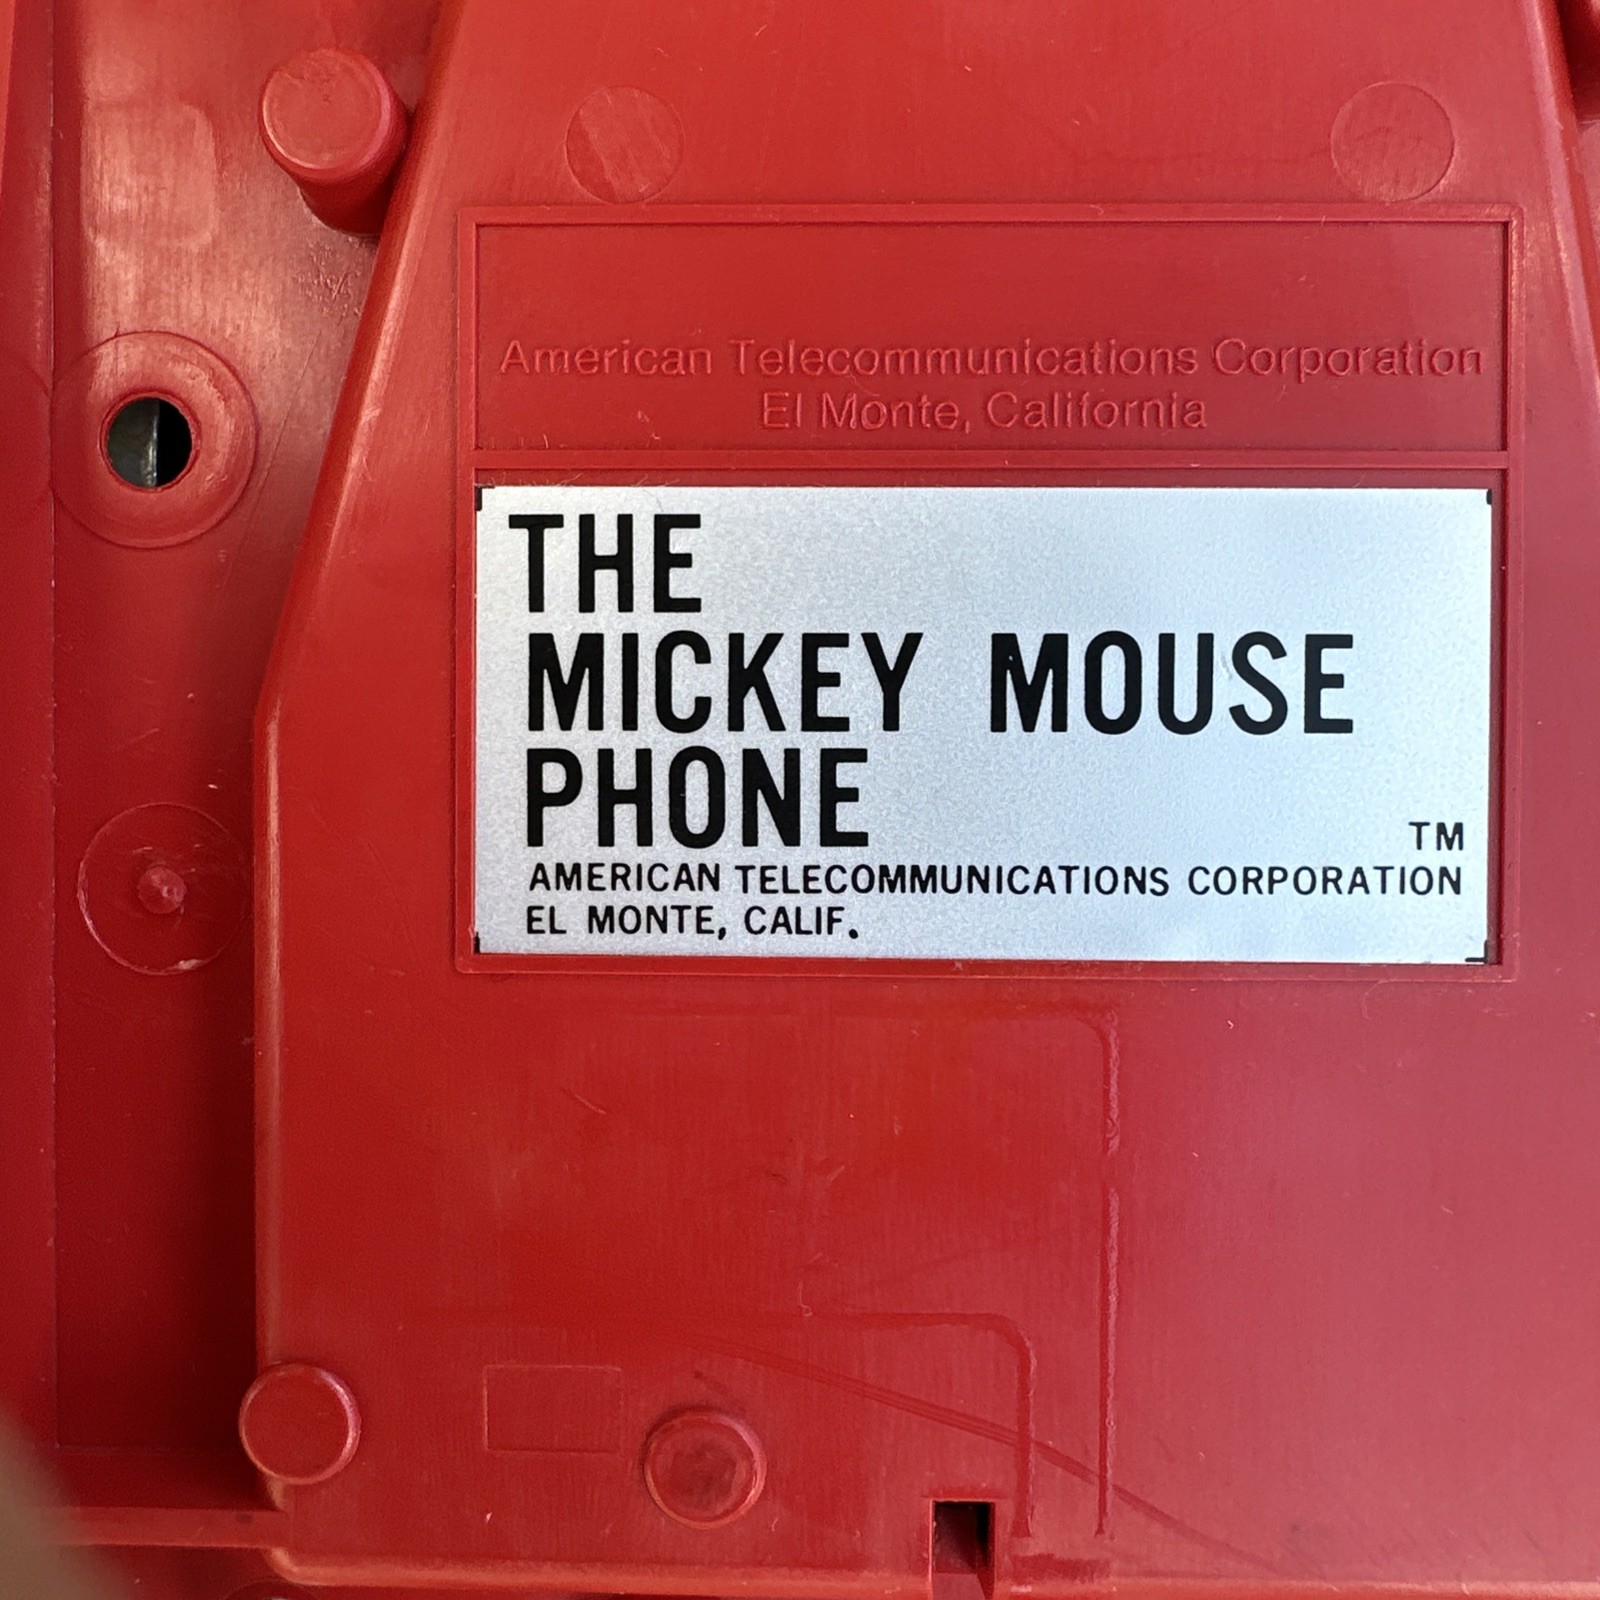 American Telecommunications Corporation
El Monte, California
THE
MICKEY MOUSE
PHONE
TM
AMERICAN TELECOMMUNICATIONS CORPORATION
EL MONTE, CALIF.